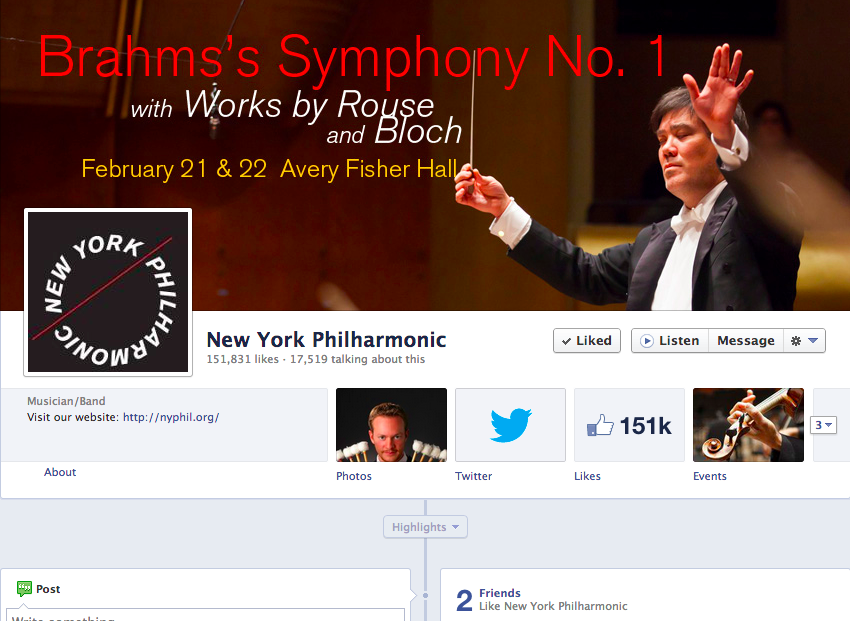 Brahms's Symphony No. 1
with Works by Rouse
and Bloch
February 21 & 22 Avery Fisher Hall
NEW YORK PHILHARMONIC
New York Philharmonic
151,831 likes · 17,519 talking about this
Liked
Listen
Message
Musician/Band
Visit our website: http://nyphil.org/
About
Photos
Twitter
151k
Likes
Events
3
Highlights
Post
Write something...
2
Friends
Like New York Philharmonic